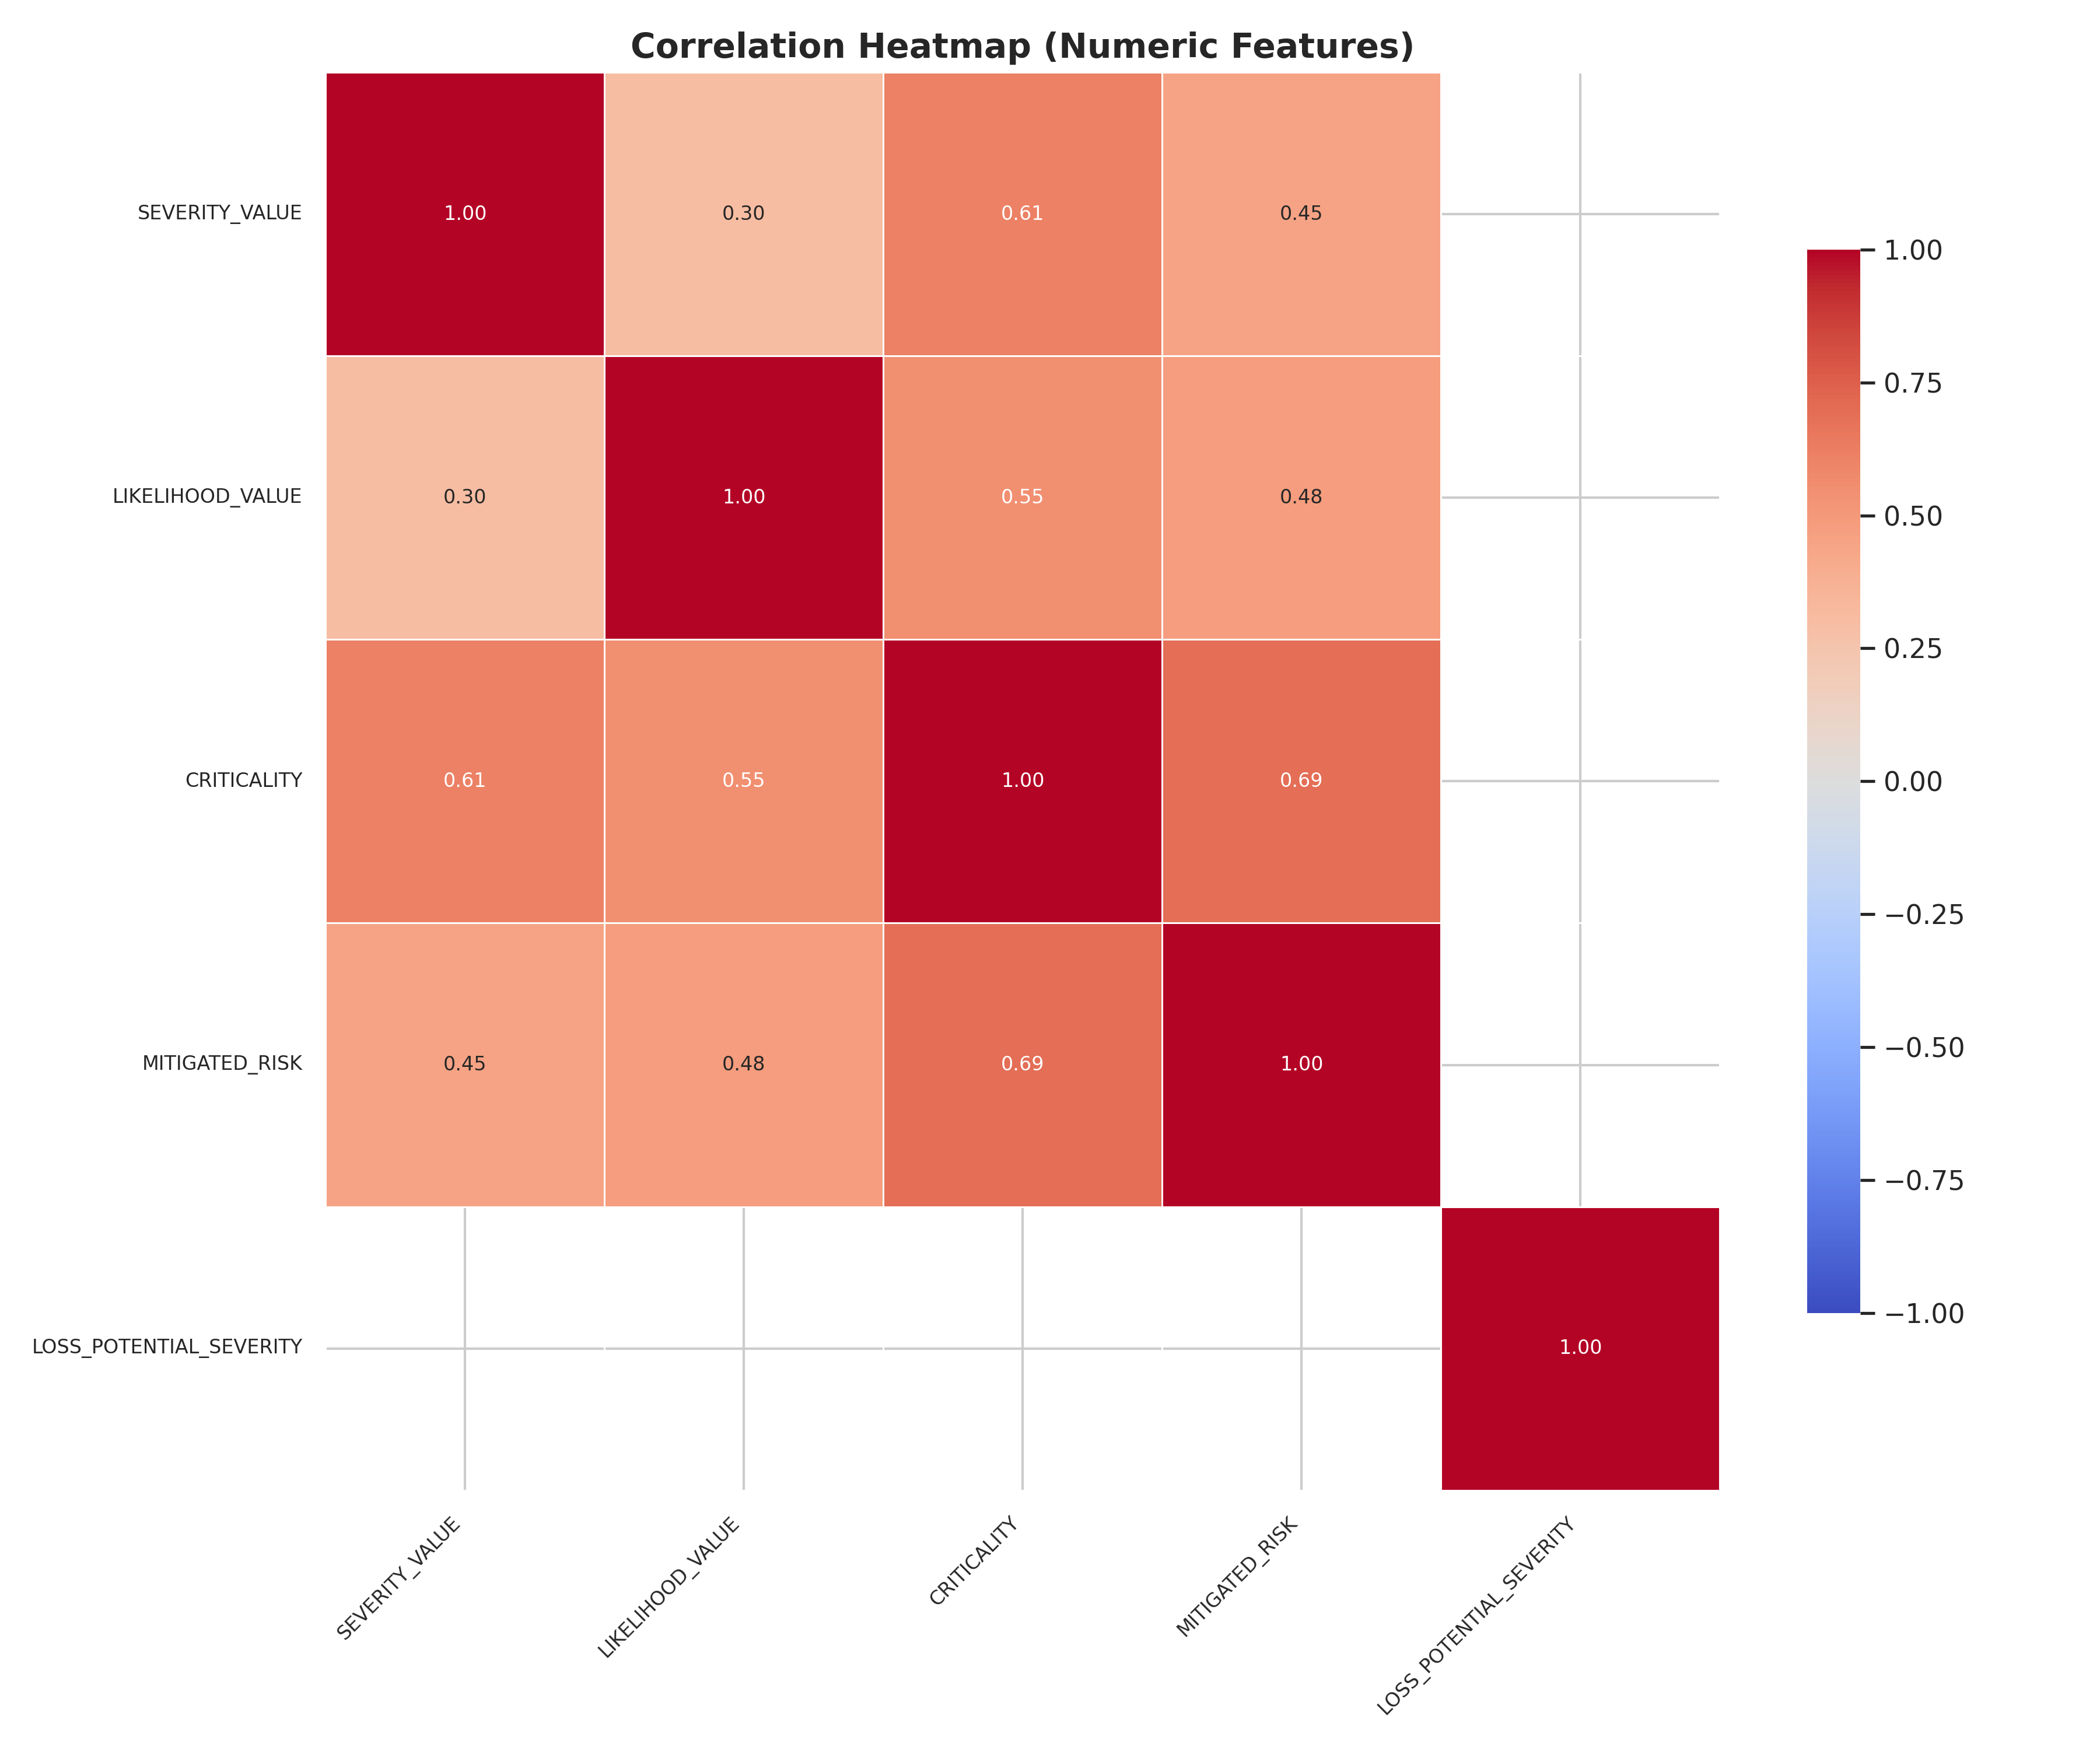 Correlation Heatmap (Numeric Features)
SEVERITY_VALUE 1.00 0.30 0.61 0.45
LIKELIHOOD_VALUE 0.30 1.00 0.55 0.48
CRITICALITY 0.61 0.55 1.00 0.69
MITIGATED_RISK 0.45 0.48 0.69 1.00
LOSS_POTENTIAL_SEVERITY 1.00
SEVERITY_VALUE
LIKELIHOOD_VALUE
CRITICALITY
MITIGATED_RISK
LOSS_POTENTIAL_SEVERITY
1.00
0.75
0.50
0.25
0.00
−0.25
−0.50
−0.75
−1.00